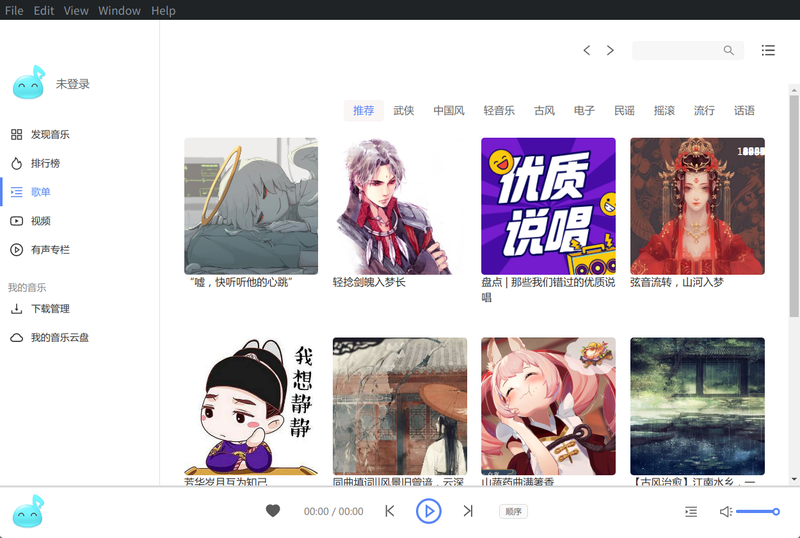 File Edit View Window Help
未登录
发现音乐
排行榜
歌单
视频
有声专栏
我的音乐
下载管理
我的音乐云盘
推荐 武侠 中国风 轻音乐 古风 电子 民谣 摇滚 流行 话语
优质
说唱
“嘘，快听听他的心跳”
轻捻剑魄入梦长
盘点 | 那些我们错过的优质说
唱
弦音流转，山河入梦
我想静静
芳华岁月互为知己
同曲填词||风景旧曾谙，云深
山蔬药曲满箸香
【古风治愈】江南水乡，一
00:00 / 00:00
顺序